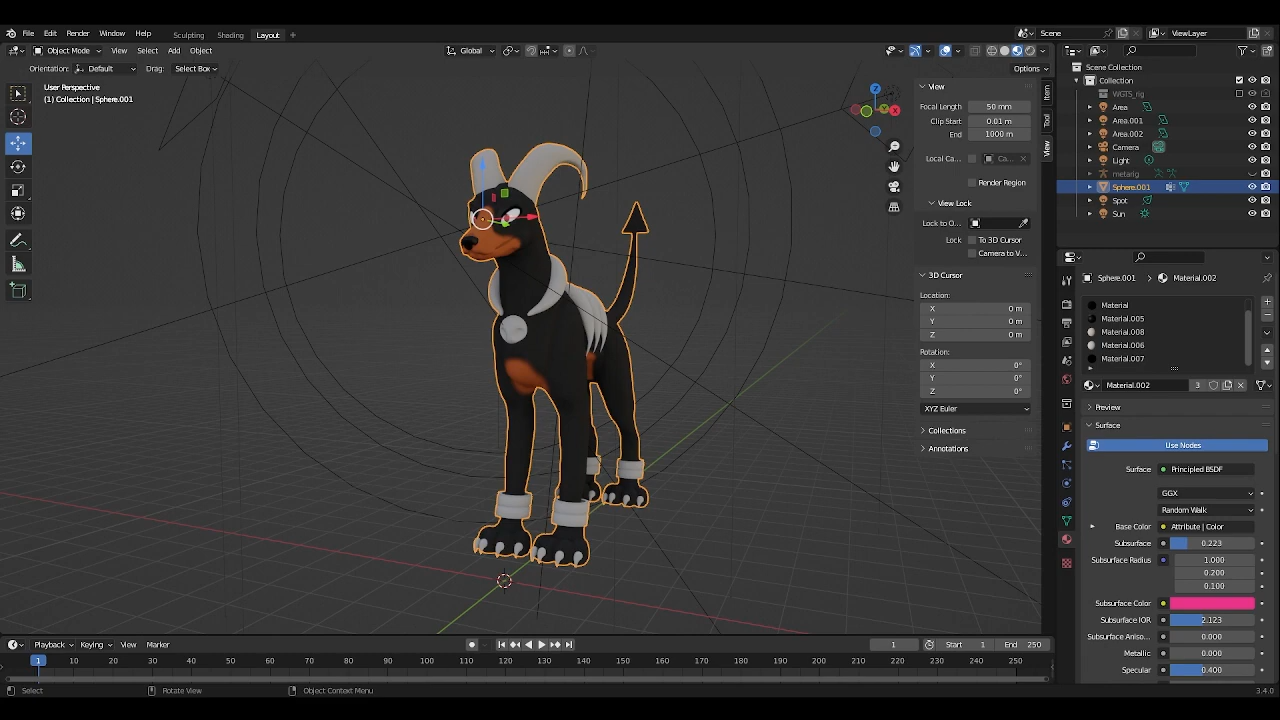 File Edit Render Window Help Sculpting Shading Layout + Scene ViewLayer
Object Mode View Select Add Object Global
Orientation: Default Drag: Select Box Options
User Perspective
(1) Collection | Sphere.001
View
Focal Length 50 mm
Clip Start 0.01 m
End 1000 m
Local Ca... Ca...
Render Region
View Lock
Lock to O...
Lock To 3D Cursor
Camera to V...
3D Cursor
Location:
X 0 m
Y 0 m
Z 0 m
Rotation:
X 0°
Y 0°
Z 0°
XYZ Euler
Collections
Annotations
Item
Tool
View
Z
Y
X
Scene Collection
Collection
WGTS_rig
Area
Area.001
Area.002
Camera
Light
metarig
Sphere.001
Spot
Sun
Sphere.001 Material.002
Material
Material.005
Material.008
Material.006
Material.007
Material.002 3
Preview
Surface
Use Nodes
Surface Principled BSDF
GGX
Random Walk
Base Color Attribute | Color
Subsurface 0.223
Subsurface Radius 1.000
0.200
0.100
Subsurface Color
Subsurface IOR 2.123
Subsurface Aniso... 0.000
Metallic 0.000
Specular 0.400
Playback Keying View Marker 1 Start 1 End 250
1 10 20 30 40 50 60 70 80 90 100 110 120 130 140 150 160 170 180 190 200 210 220 230 240 250
Select Rotate View Object Context Menu 3.4.0